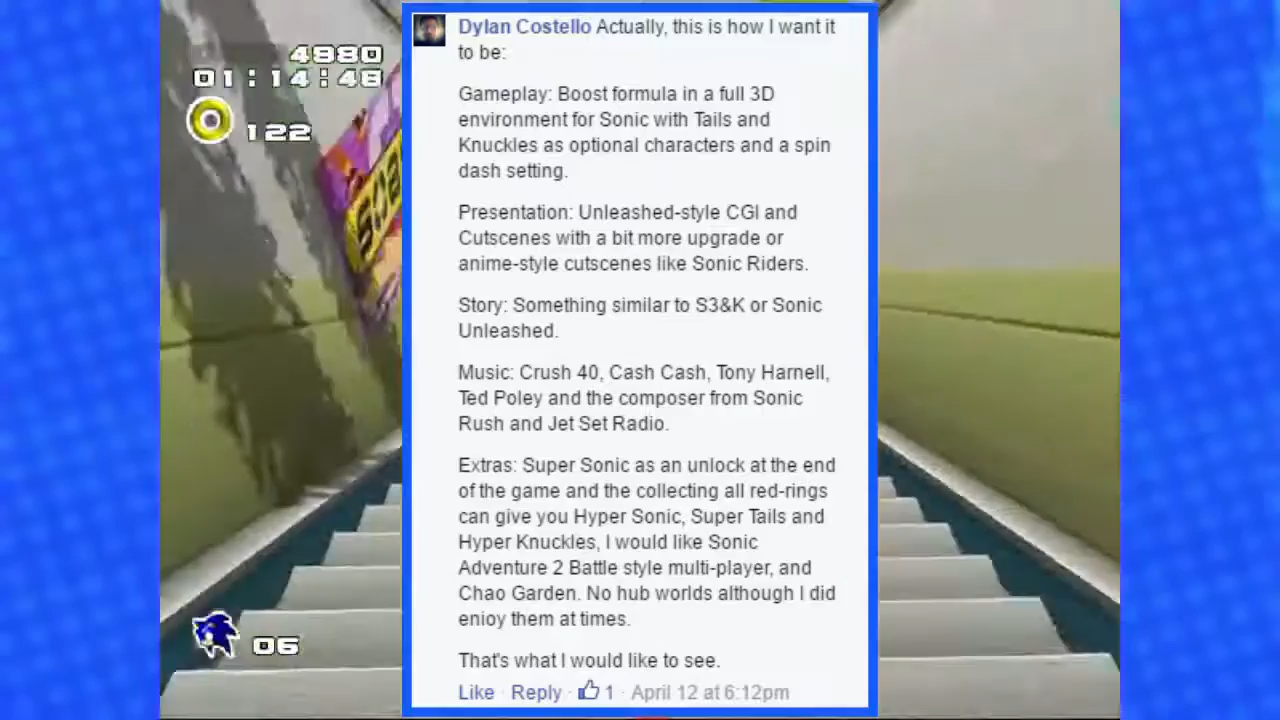 4980
01:14:48
122
Dylan Costello Actually, this is how I want it
to be:
Gameplay: Boost formula in a full 3D
environment for Sonic with Tails and
Knuckles as optional characters and a spin
dash setting.
Presentation: Unleashed-style CGI and
Cutscenes with a bit more upgrade or
anime-style cutscenes like Sonic Riders.
Story: Something similar to S3&K or Sonic
Unleashed.
Music: Crush 40, Cash Cash, Tony Harnell,
Ted Poley and the composer from Sonic
Rush and Jet Set Radio.
Extras: Super Sonic as an unlock at the end
of the game and the collecting all red-rings
can give you Hyper Sonic, Super Tails and
Hyper Knuckles, I would like Sonic
Adventure 2 Battle style multi-player, and
Chao Garden. No hub worlds although I did
enjoy them at times.
That's what I would like to see.
Like · Reply · 1 · April 12 at 6:12pm
06